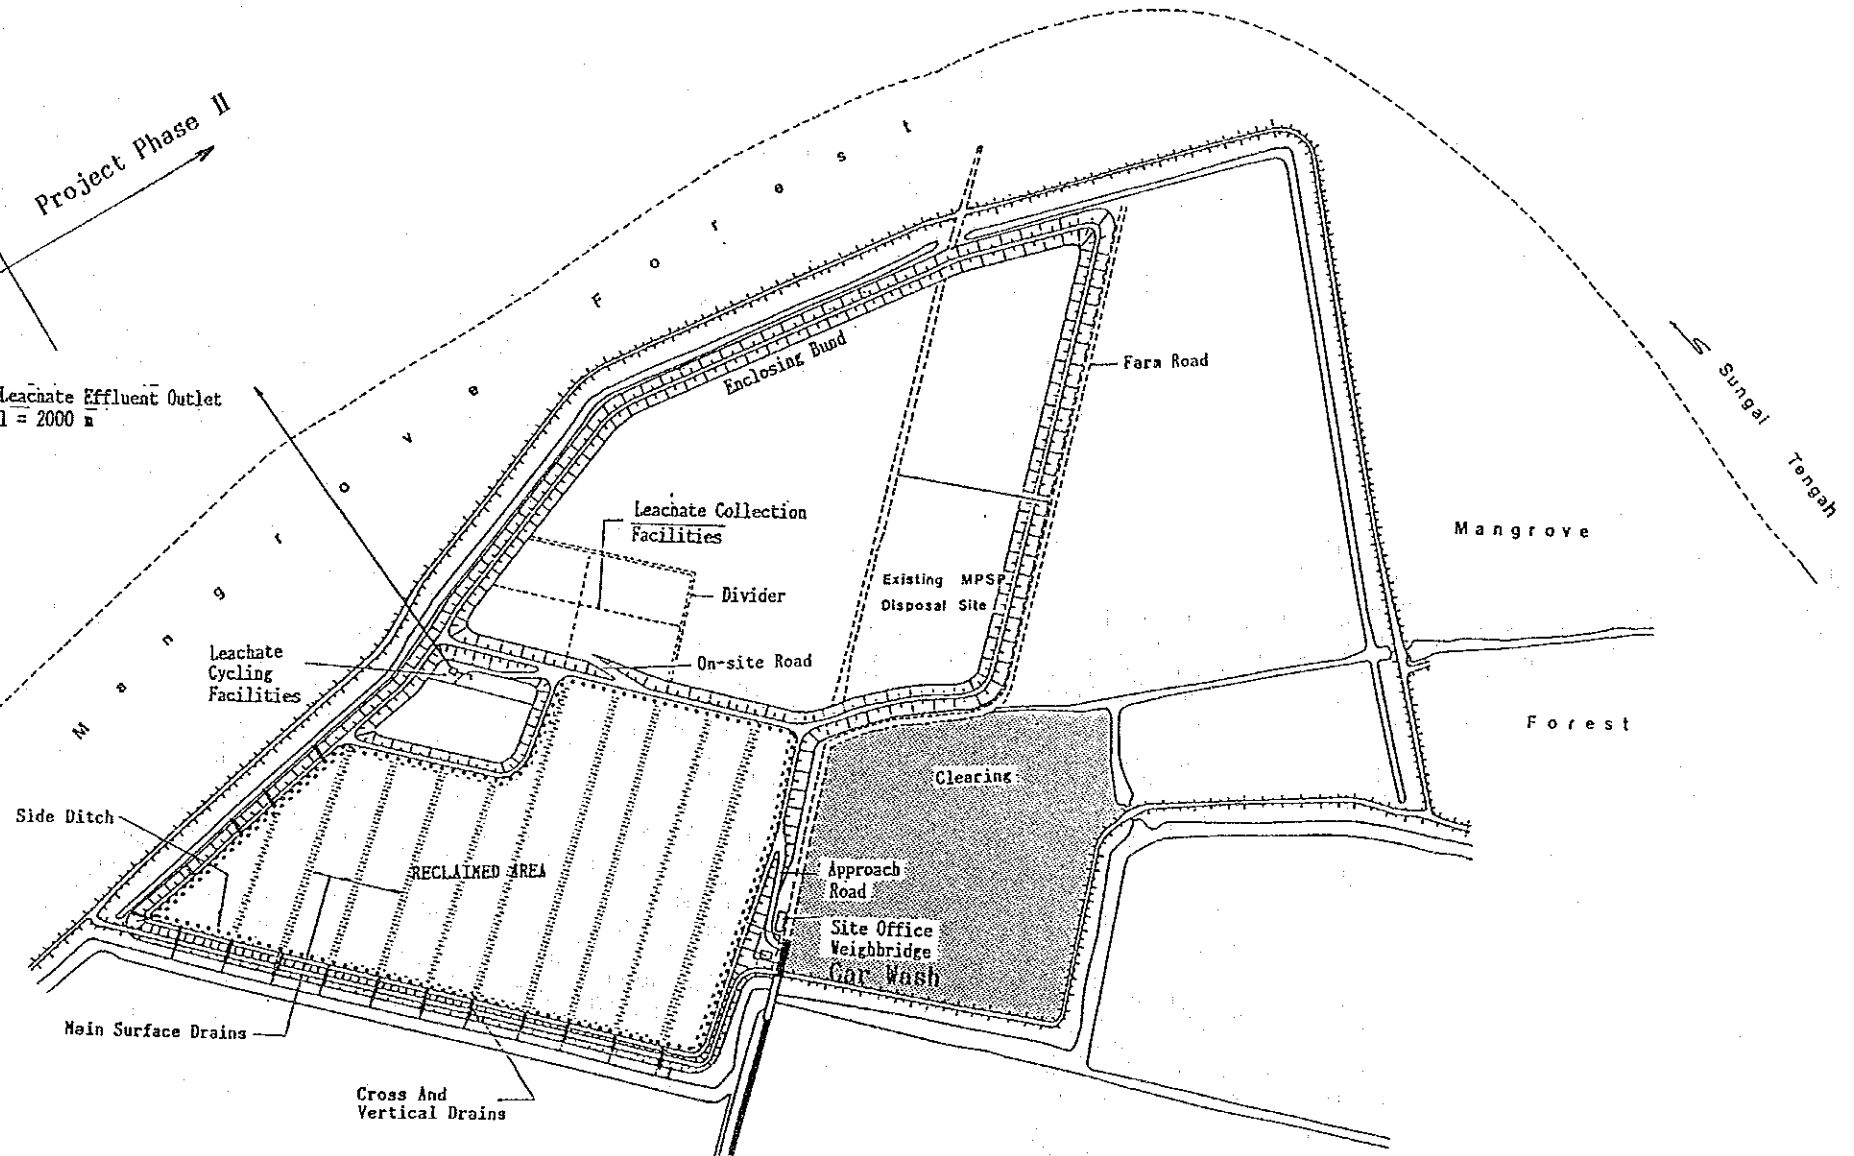 Project Phase II
Mangrove Forest
Leachate Effluent Outlet
l = 2000 m
Enclosing Bund
Farm Road
Sungai Tengah
Leachate Collection
Facilities
Divider
Existing MPSP
Disposal Site
Mangrove
Forest
Leachate
Cycling
Facilities
On-site Road
Clearing
Side Ditch
RECLAIMED AREA
Approach
Road
Site Office
Weighbridge
Car Wash
Main Surface Drains
Cross And
Vertical Drains